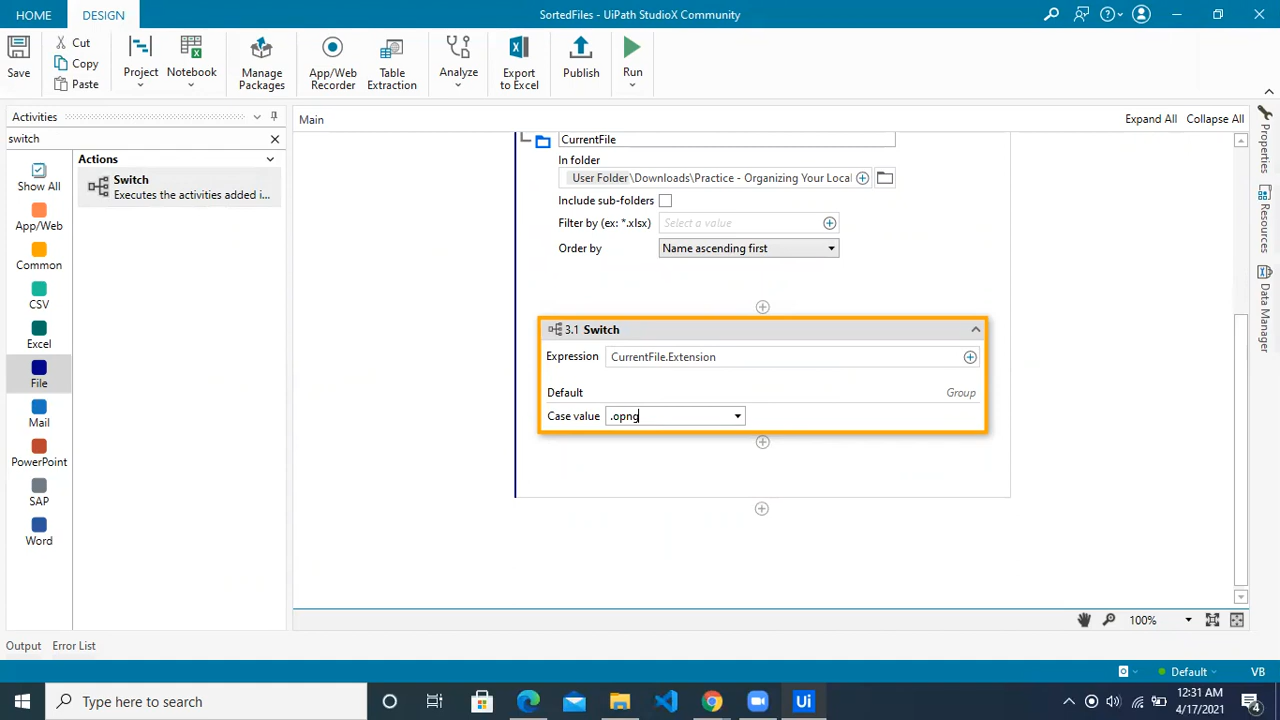 HOME
DESIGN
SortedFiles - UiPath StudioX Community
Save
Cut
Copy
Paste
Project
Notebook
Manage Packages
App/Web Recorder
Table Extraction
Analyze
Export to Excel
Publish
Run
Activities
Main
Expand All
Collapse All
switch
Actions
Switch
Executes the activities added i...
Show All
App/Web
Common
CSV
Excel
File
Mail
PowerPoint
SAP
Word
CurrentFile
In folder
User Folder\Downloads\Practice - Organizing Your Local
Include sub-folders
Filter by (ex: *.xlsx)
Select a value
Order by
Name ascending first
3.1 Switch
Expression
CurrentFile.Extension
Default
Group
Case value
.opng
Properties
Resources
Data Manager
100%
Output
Error List
Default
VB
Type here to search
Ui
12:31 AM
4/17/2021
4